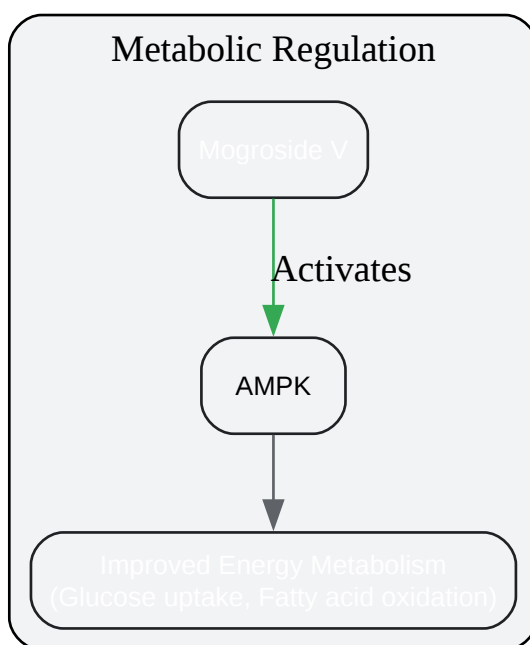 Metabolic Regulation
Mogroside V
Activates
AMPK
Improved Energy Metabolism
(Glucose uptake, Fatty acid oxidation)